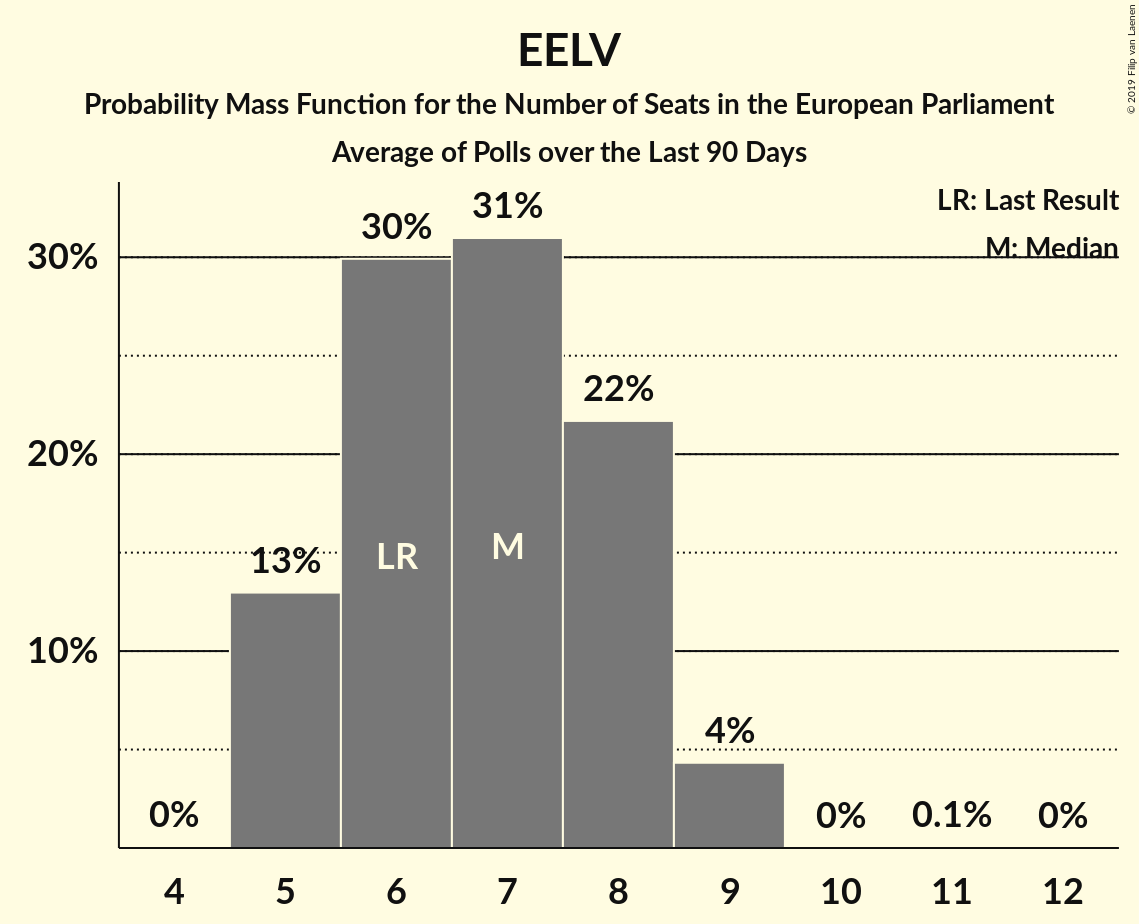 EELV
Probability Mass Function for the Number of Seats in the European Parliament
Average of Polls over the Last 90 Days
© 2019 Filip van Laenen
LR: Last Result
M: Median
30%
20%
10%
0%
13%
30%
31%
22%
4%
0%
0.1%
0%
LR
M
4 5 6 7 8 9 10 11 12